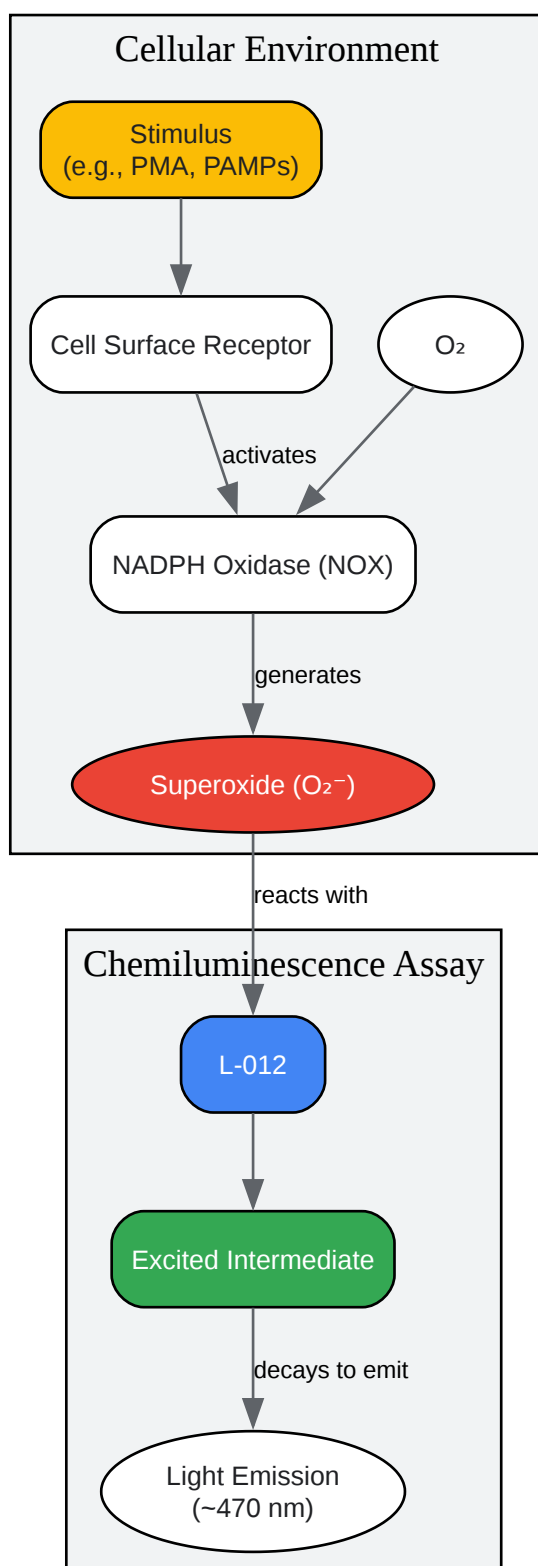 Cellular Environment
Stimulus
(e.g., PMA, PAMPs)
Cell Surface Receptor
O₂
activates
NADPH Oxidase (NOX)
generates
Superoxide (O₂⁻)
reacts with
Chemiluminescence Assay
L-012
Excited Intermediate
decays to emit
Light Emission
(~470 nm)